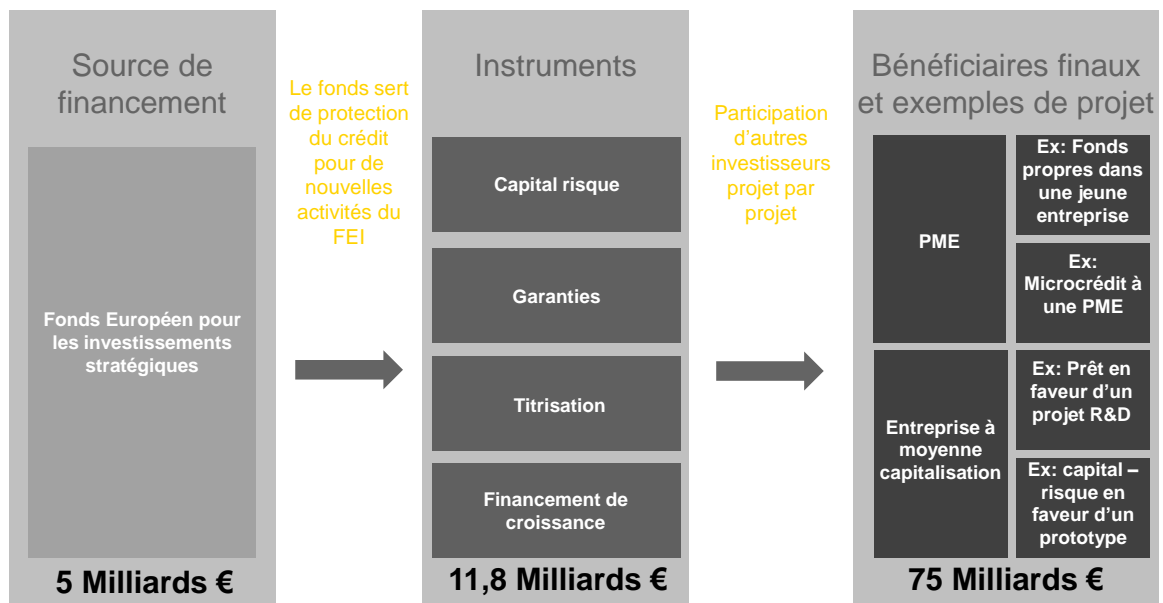 Source de
financement
Fonds Européen pour
les investissements
stratégiques
5 Milliards €
Le fonds sert
de protection
du crédit
pour de
nouvelles
activités du
FEI
Instruments
Capital risque
Garanties
Titrisation
Financement de
croissance
11,8 Milliards €
Participation
d’autres
investisseurs
projet par
projet
Bénéficiaires finaux
et exemples de projet
PME
Ex: Fonds
propres dans
une jeune
entreprise
Ex:
Microcrédit à
une PME
Entreprise à
moyenne
capitalisation
Ex: Prêt en
faveur d’un
projet R&D
Ex: capital –
risque en
faveur d’un
prototype
75 Milliards €